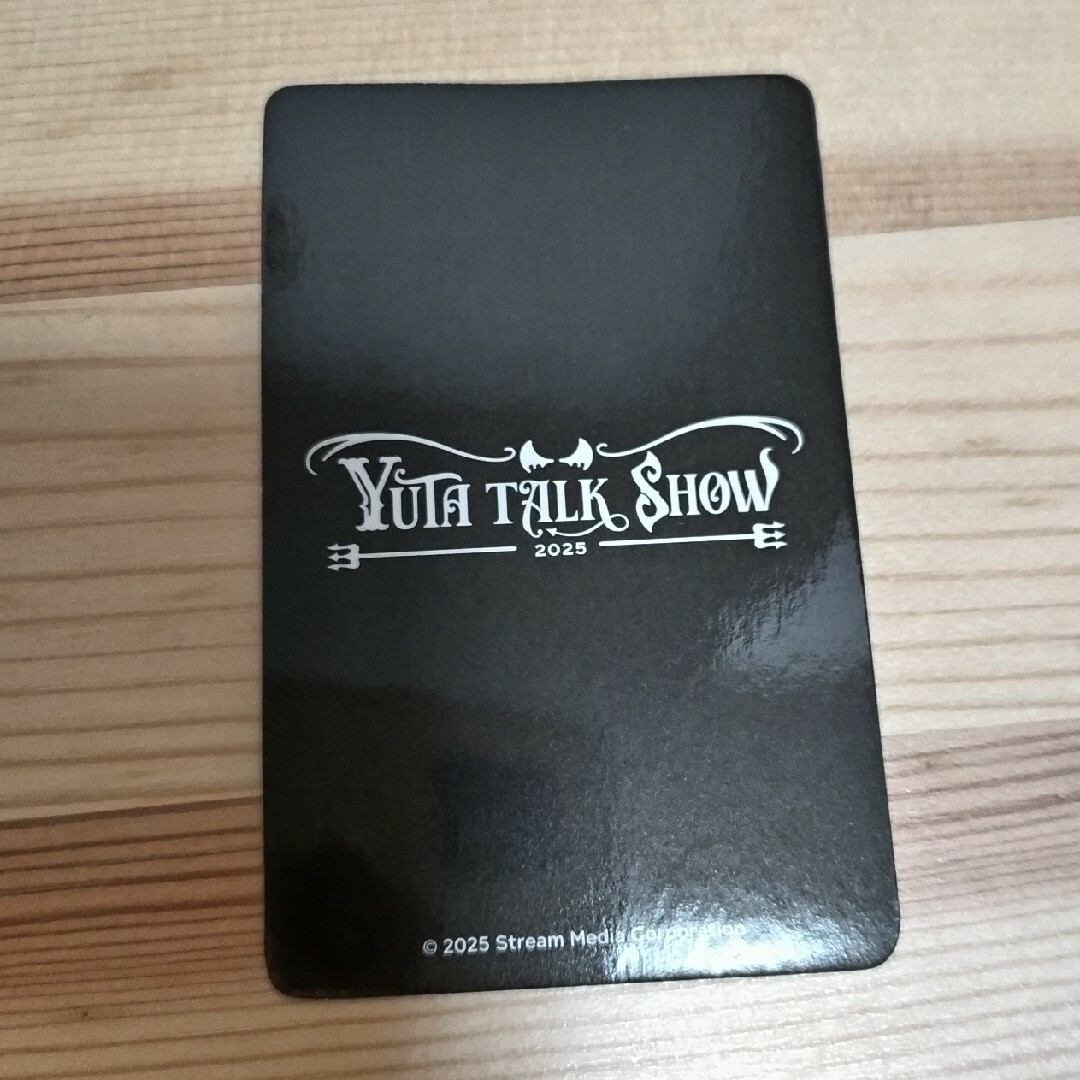 YUTA TALK SHOW
2025
© 2025 Stream Media Corporation